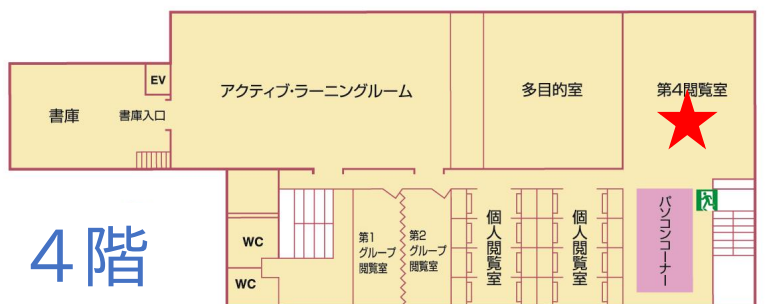 EV
書庫
書庫入口
アクティブ・ラーニングルーム
多目的室
第4閲覧室
WC
WC
第1
グループ
閲覧室
第2
グループ
閲覧室
個人閲覧室
個人閲覧室
パソコンコーナー
4階